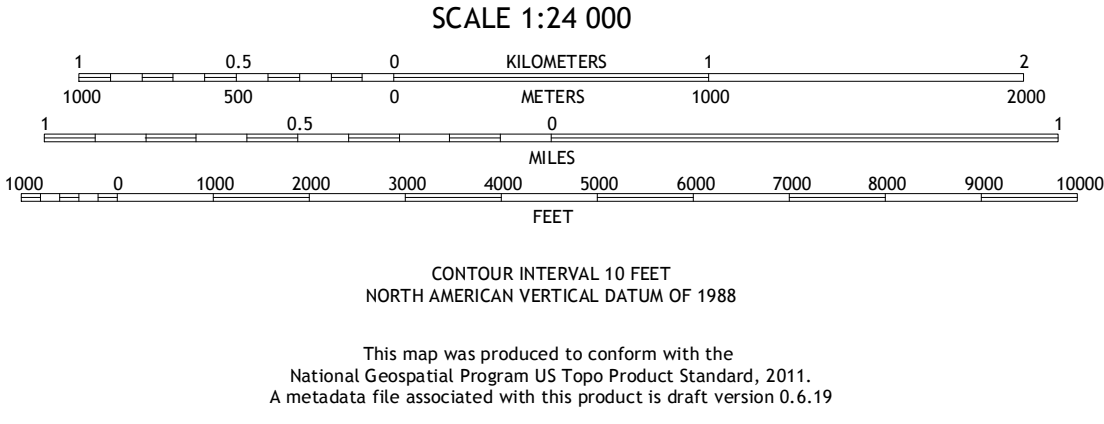 SCALE 1:24 000
1 0.5 0 KILOMETERS 1 2
1000 500 0 METERS 1000 2000
1 0.5 0 1
MILES
1000 0 1000 2000 3000 4000 5000 6000 7000 8000 9000 10000
FEET
CONTOUR INTERVAL 10 FEET
NORTH AMERICAN VERTICAL DATUM OF 1988
This map was produced to conform with the
National Geospatial Program US Topo Product Standard, 2011.
A metadata file associated with this product is draft version 0.6.19